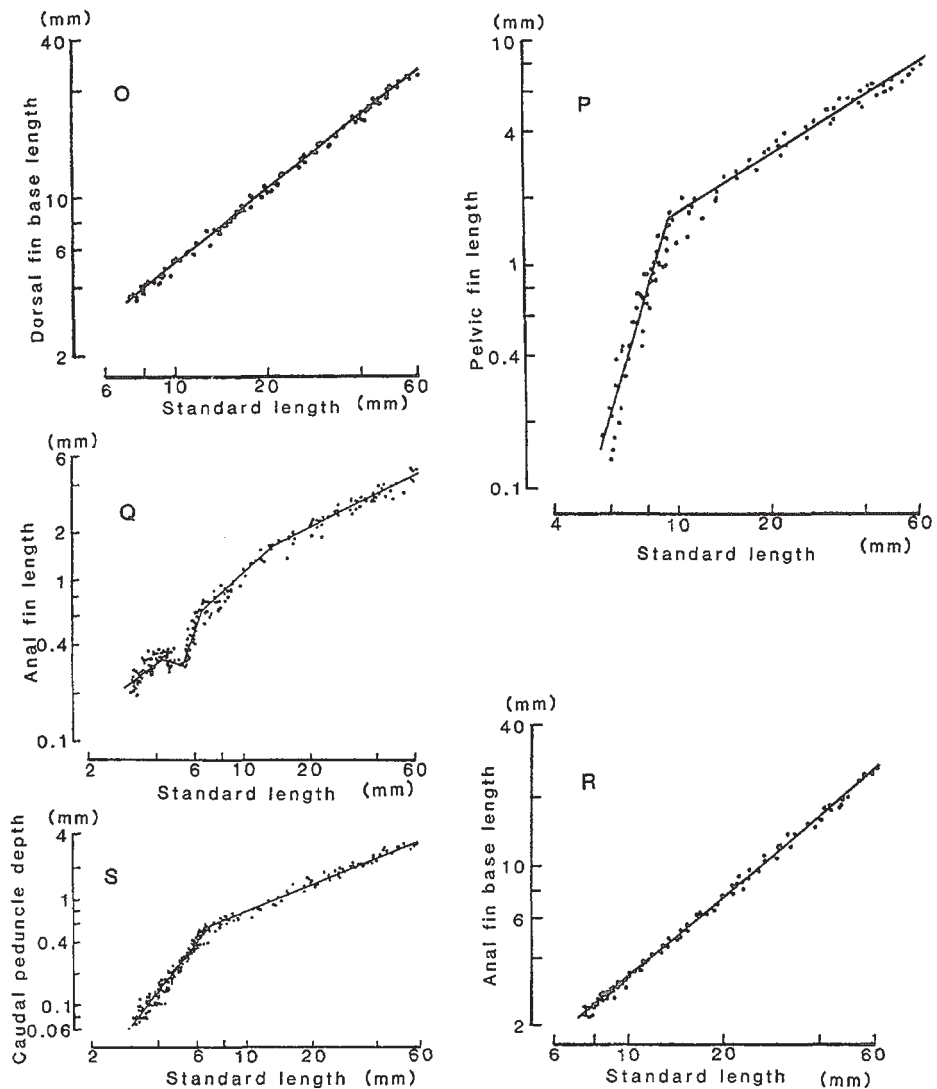 (mm)
40
O
10
6
2
Dorsal fin base length
6 10 20 60
Standard length (mm)
(mm)
10
P
4
1
0.4
0.1
Pelvic fin length
4 10 20 60
Standard length (mm)
(mm)
6
Q
2
1
0.4
0.1
Anal fin length
2 6 10 20 60
Standard length (mm)
(mm)
40
R
10
6
2
Anal fin base length
6 10 20 60
Standard length (mm)
(mm)
4
S
1
0.4
0.1
0.06
Caudal peduncle depth
2 6 10 20 60
Standard length (mm)